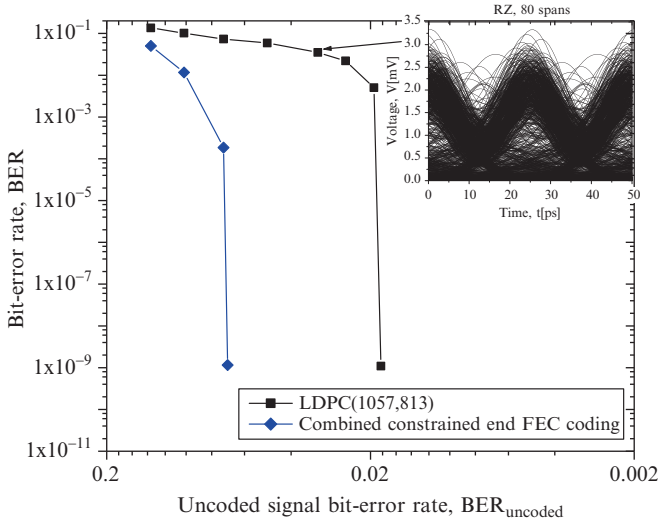 RZ, 80 spans
3.5
3.0
2.5
2.0
1.5
1.0
0.5
0.0
Voltage, V[mV]
0 10 20 30 40 50
Time, t[ps]
1x10⁻¹
1x10⁻³
1x10⁻⁵
1x10⁻⁷
1x10⁻⁹
1x10⁻¹¹
Bit-error rate, BER
LDPC(1057,813)
Combined constrained end FEC coding
0.2 0.02 0.002
Uncoded signal bit-error rate, BERuncoded